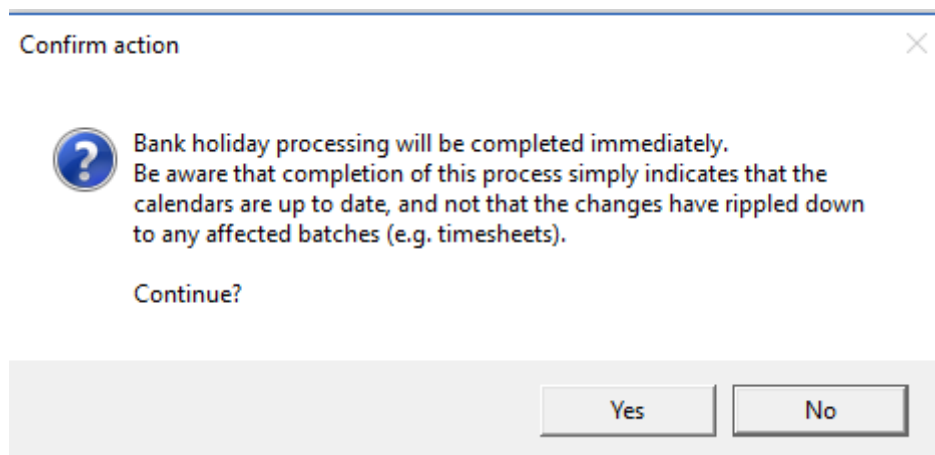 Confirm action
Bank holiday processing will be completed immediately.
Be aware that completion of this process simply indicates that the
calendars are up to date, and not that the changes have rippled down
to any affected batches (e.g. timesheets).
Continue?
Yes
No